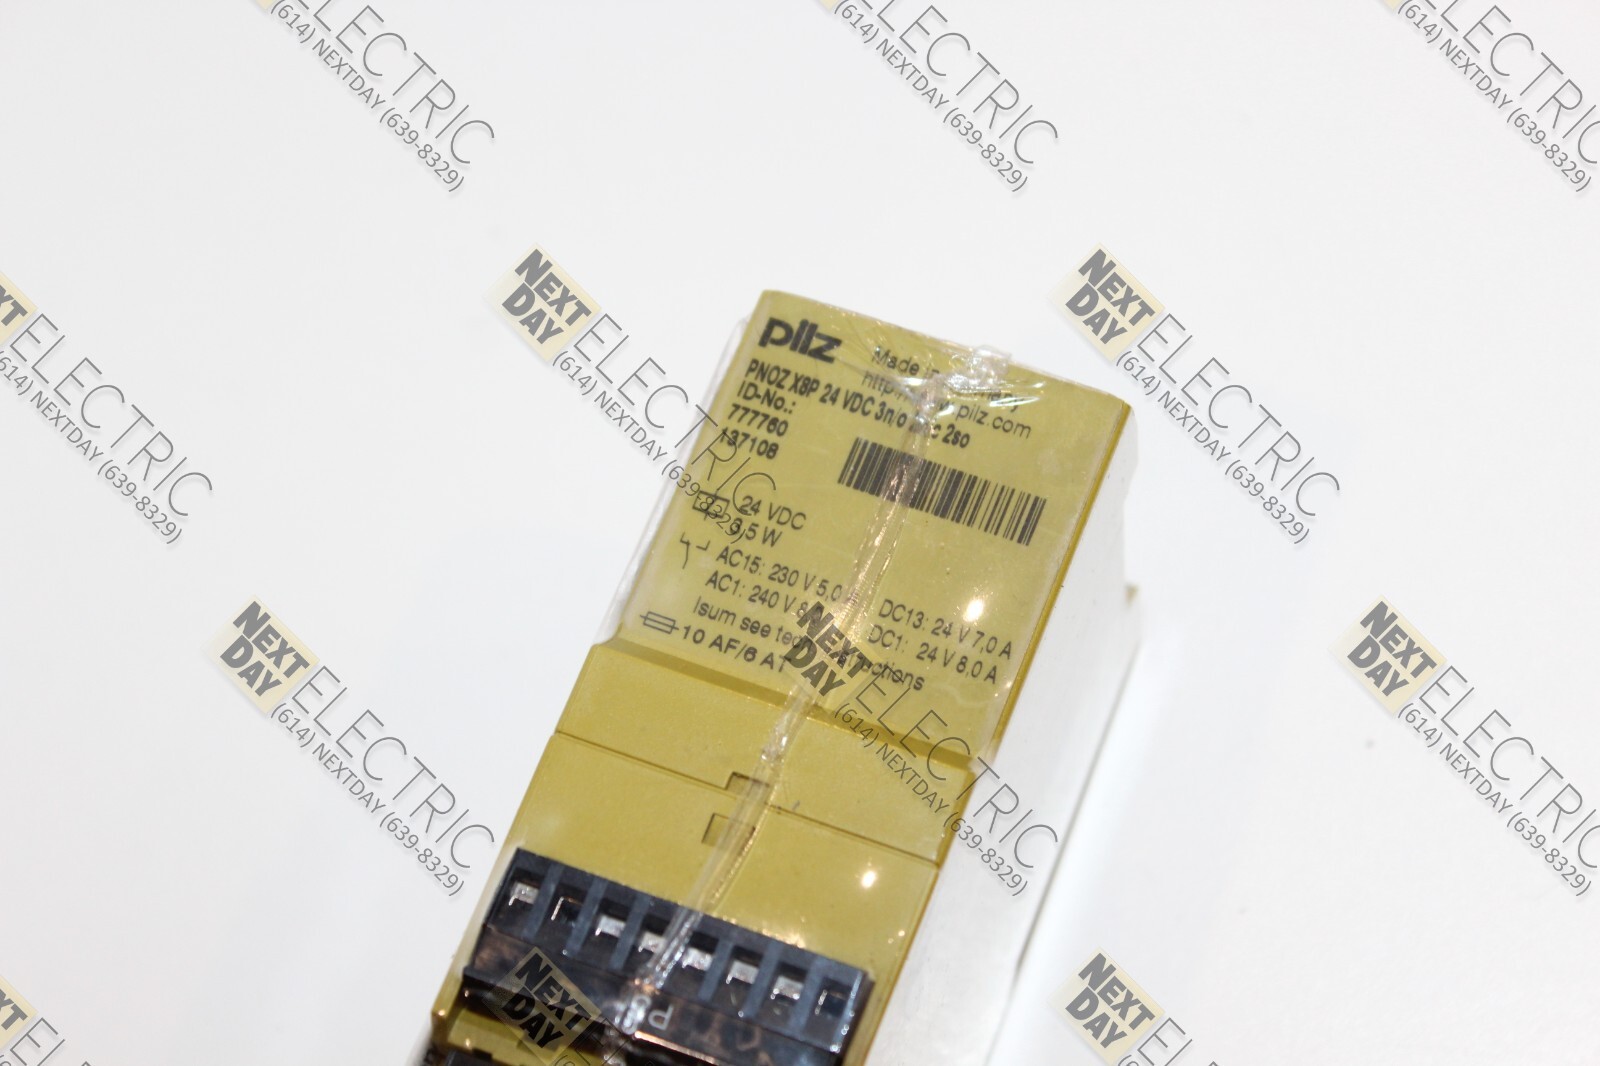 pilz
Made in
PNOZ X8P 24 VDC 3n/o 2so
ID-No.:
pilz.com
777760
137108
24 VDC
3,5 W
AC15: 230 V 5,0
DC13: 24 V 7,0 A
AC1: 240 V
DC1: 24 V 8,0 A
Isum see
10 AF/6 AT
NEXT DAY ELECTRIC
(614) NEXTDAY (639-8329)